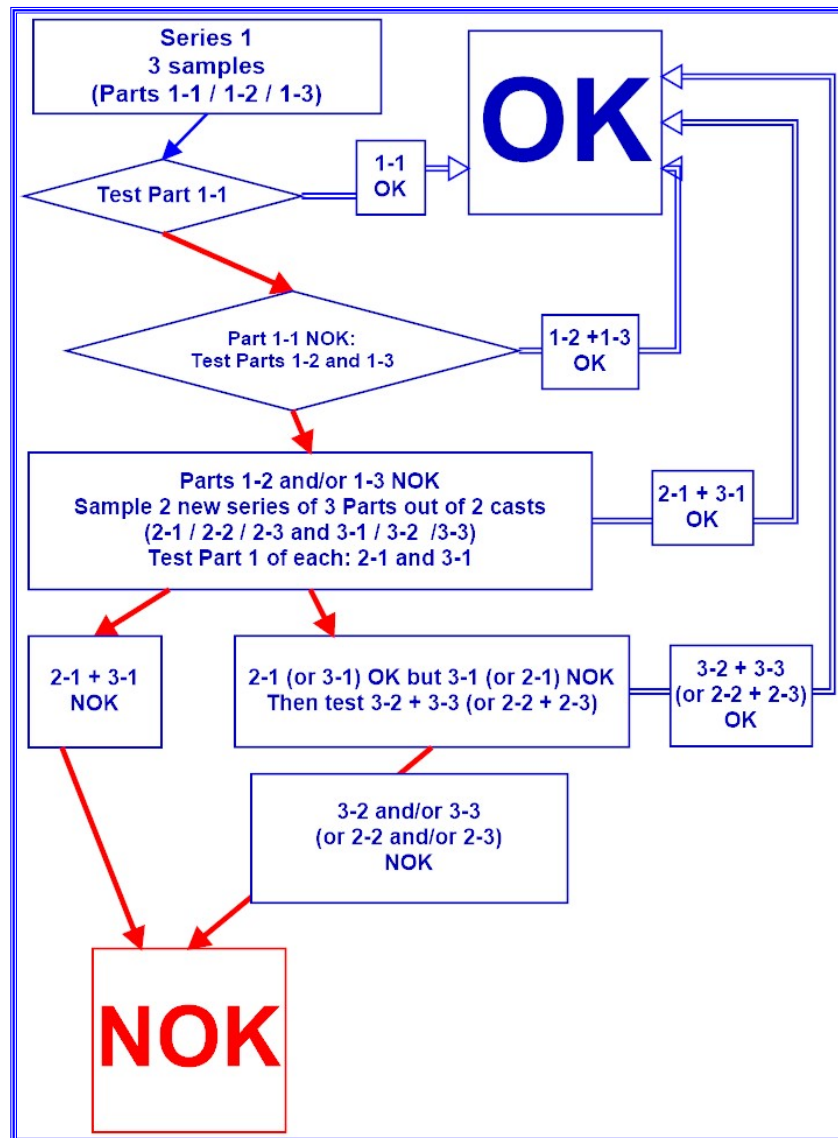 Series 1
3 samples
(Parts 1-1 / 1-2 / 1-3)
OK
1-1
OK
Test Part 1-1
Part 1-1 NOK:
Test Parts 1-2 and 1-3
1-2 +1-3
OK
Parts 1-2 and/or 1-3 NOK
Sample 2 new series of 3 Parts out of 2 casts
(2-1 / 2-2 / 2-3 and 3-1 / 3-2 /3-3)
Test Part 1 of each: 2-1 and 3-1
2-1 + 3-1
OK
2-1 + 3-1
NOK
2-1 (or 3-1) OK but 3-1 (or 2-1) NOK
Then test 3-2 + 3-3 (or 2-2 + 2-3)
3-2 + 3-3
(or 2-2 + 2-3)
OK
3-2 and/or 3-3
(or 2-2 and/or 2-3)
NOK
NOK